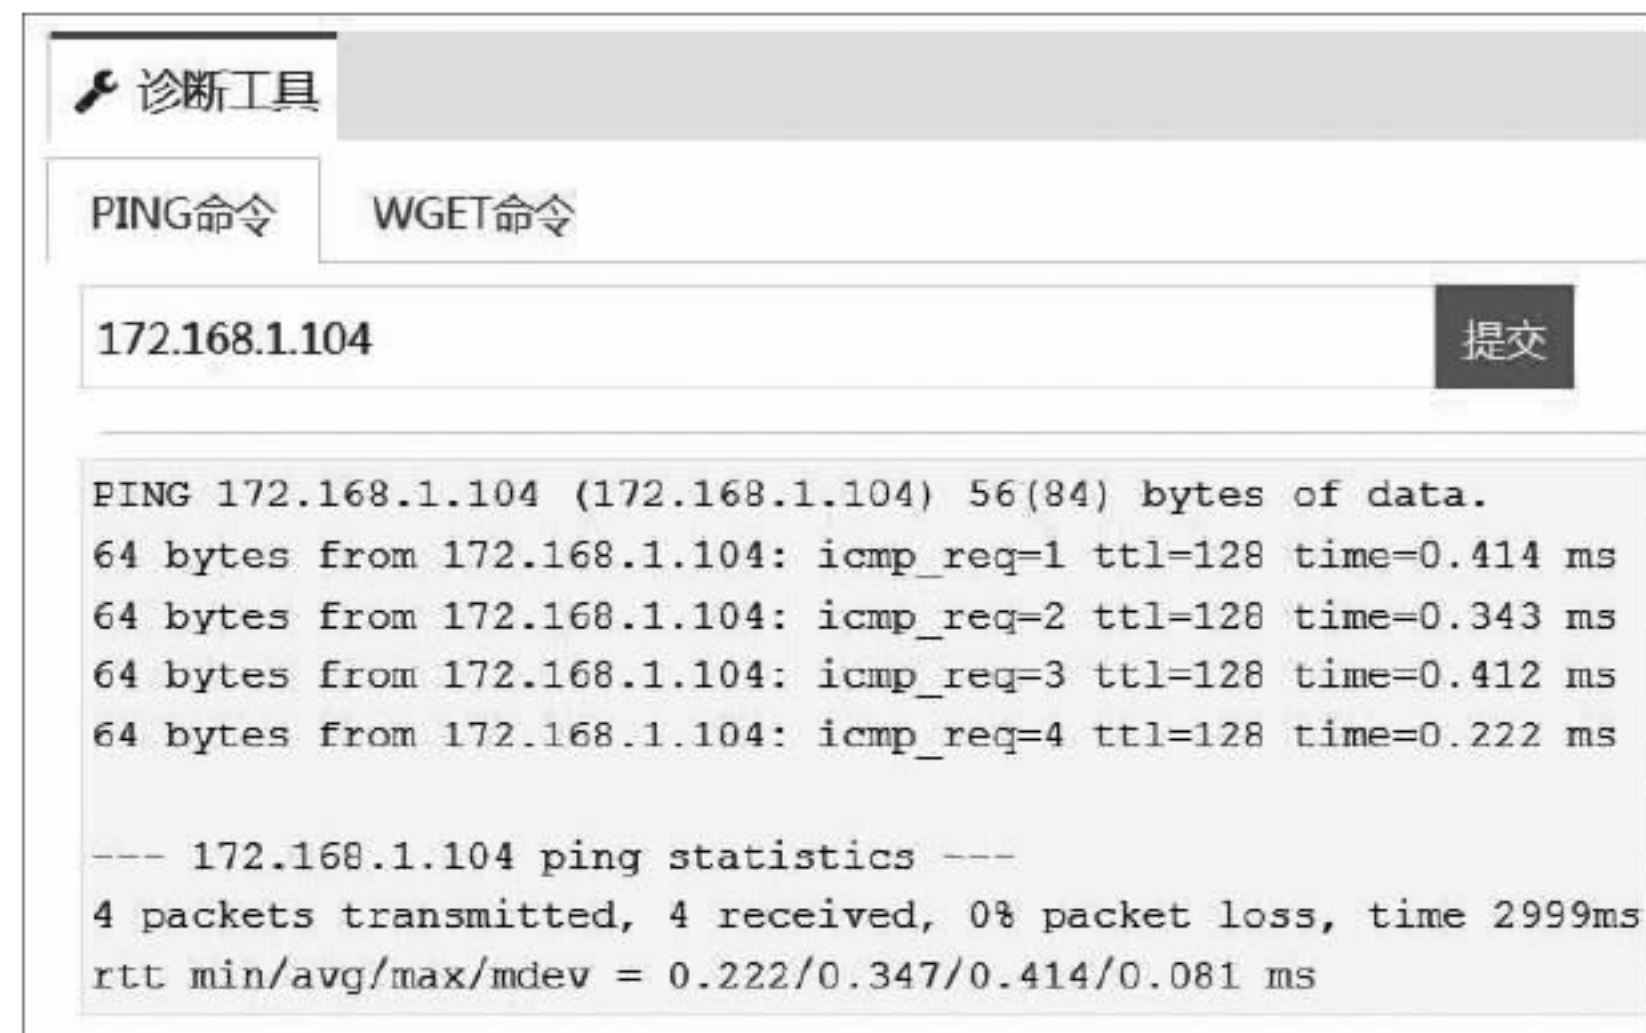 诊断工具
PING命令 WGET命令
172.168.1.104 提交
PING 172.168.1.104 (172.168.1.104) 56(84) bytes of data.
64 bytes from 172.168.1.104: icmp_req=1 ttl=128 time=0.414 ms
64 bytes from 172.168.1.104: icmp_req=2 ttl=128 time=0.343 ms
64 bytes from 172.168.1.104: icmp_req=3 ttl=128 time=0.412 ms
64 bytes from 172.168.1.104: icmp_req=4 ttl=128 time=0.222 ms
--- 172.168.1.104 ping statistics ---
4 packets transmitted, 4 received, 0% packet loss, time 2999ms
rtt min/avg/max/mdev = 0.222/0.347/0.414/0.081 ms